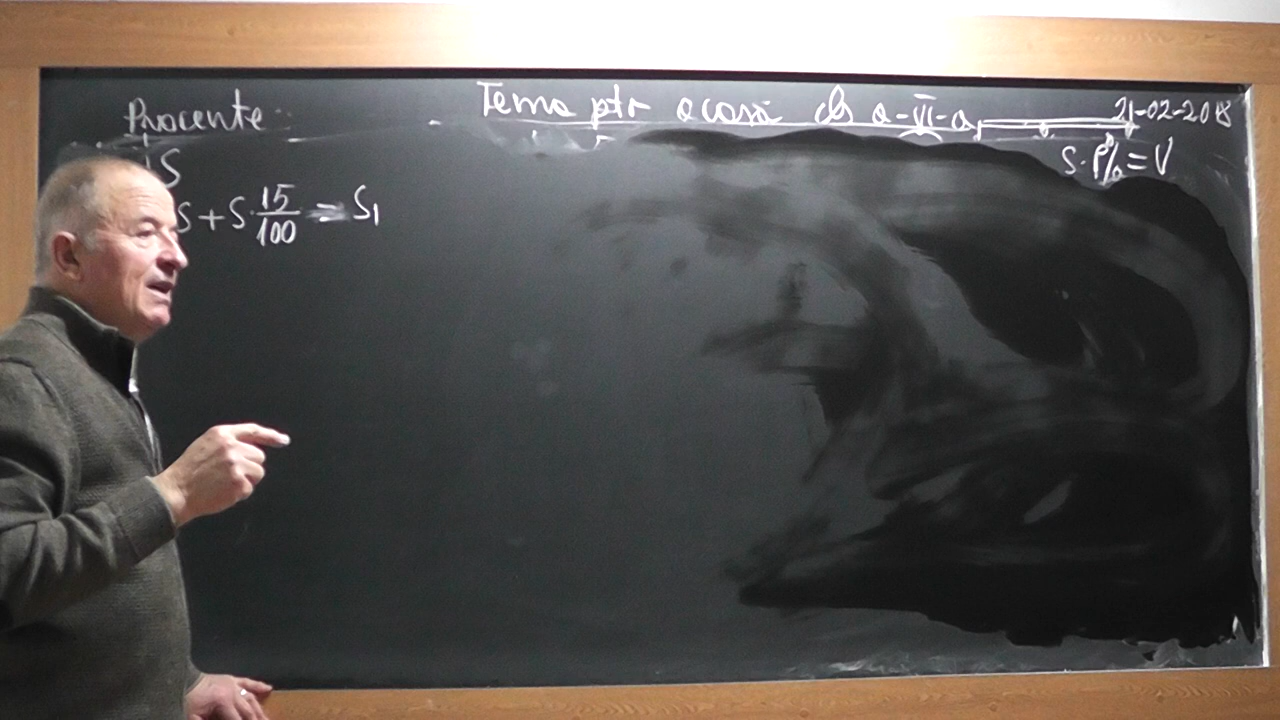 Procente
Tema ptr acasă cls a-VI-a
21-02-2018
S
S·P%=V
S+S·15/100=S₁